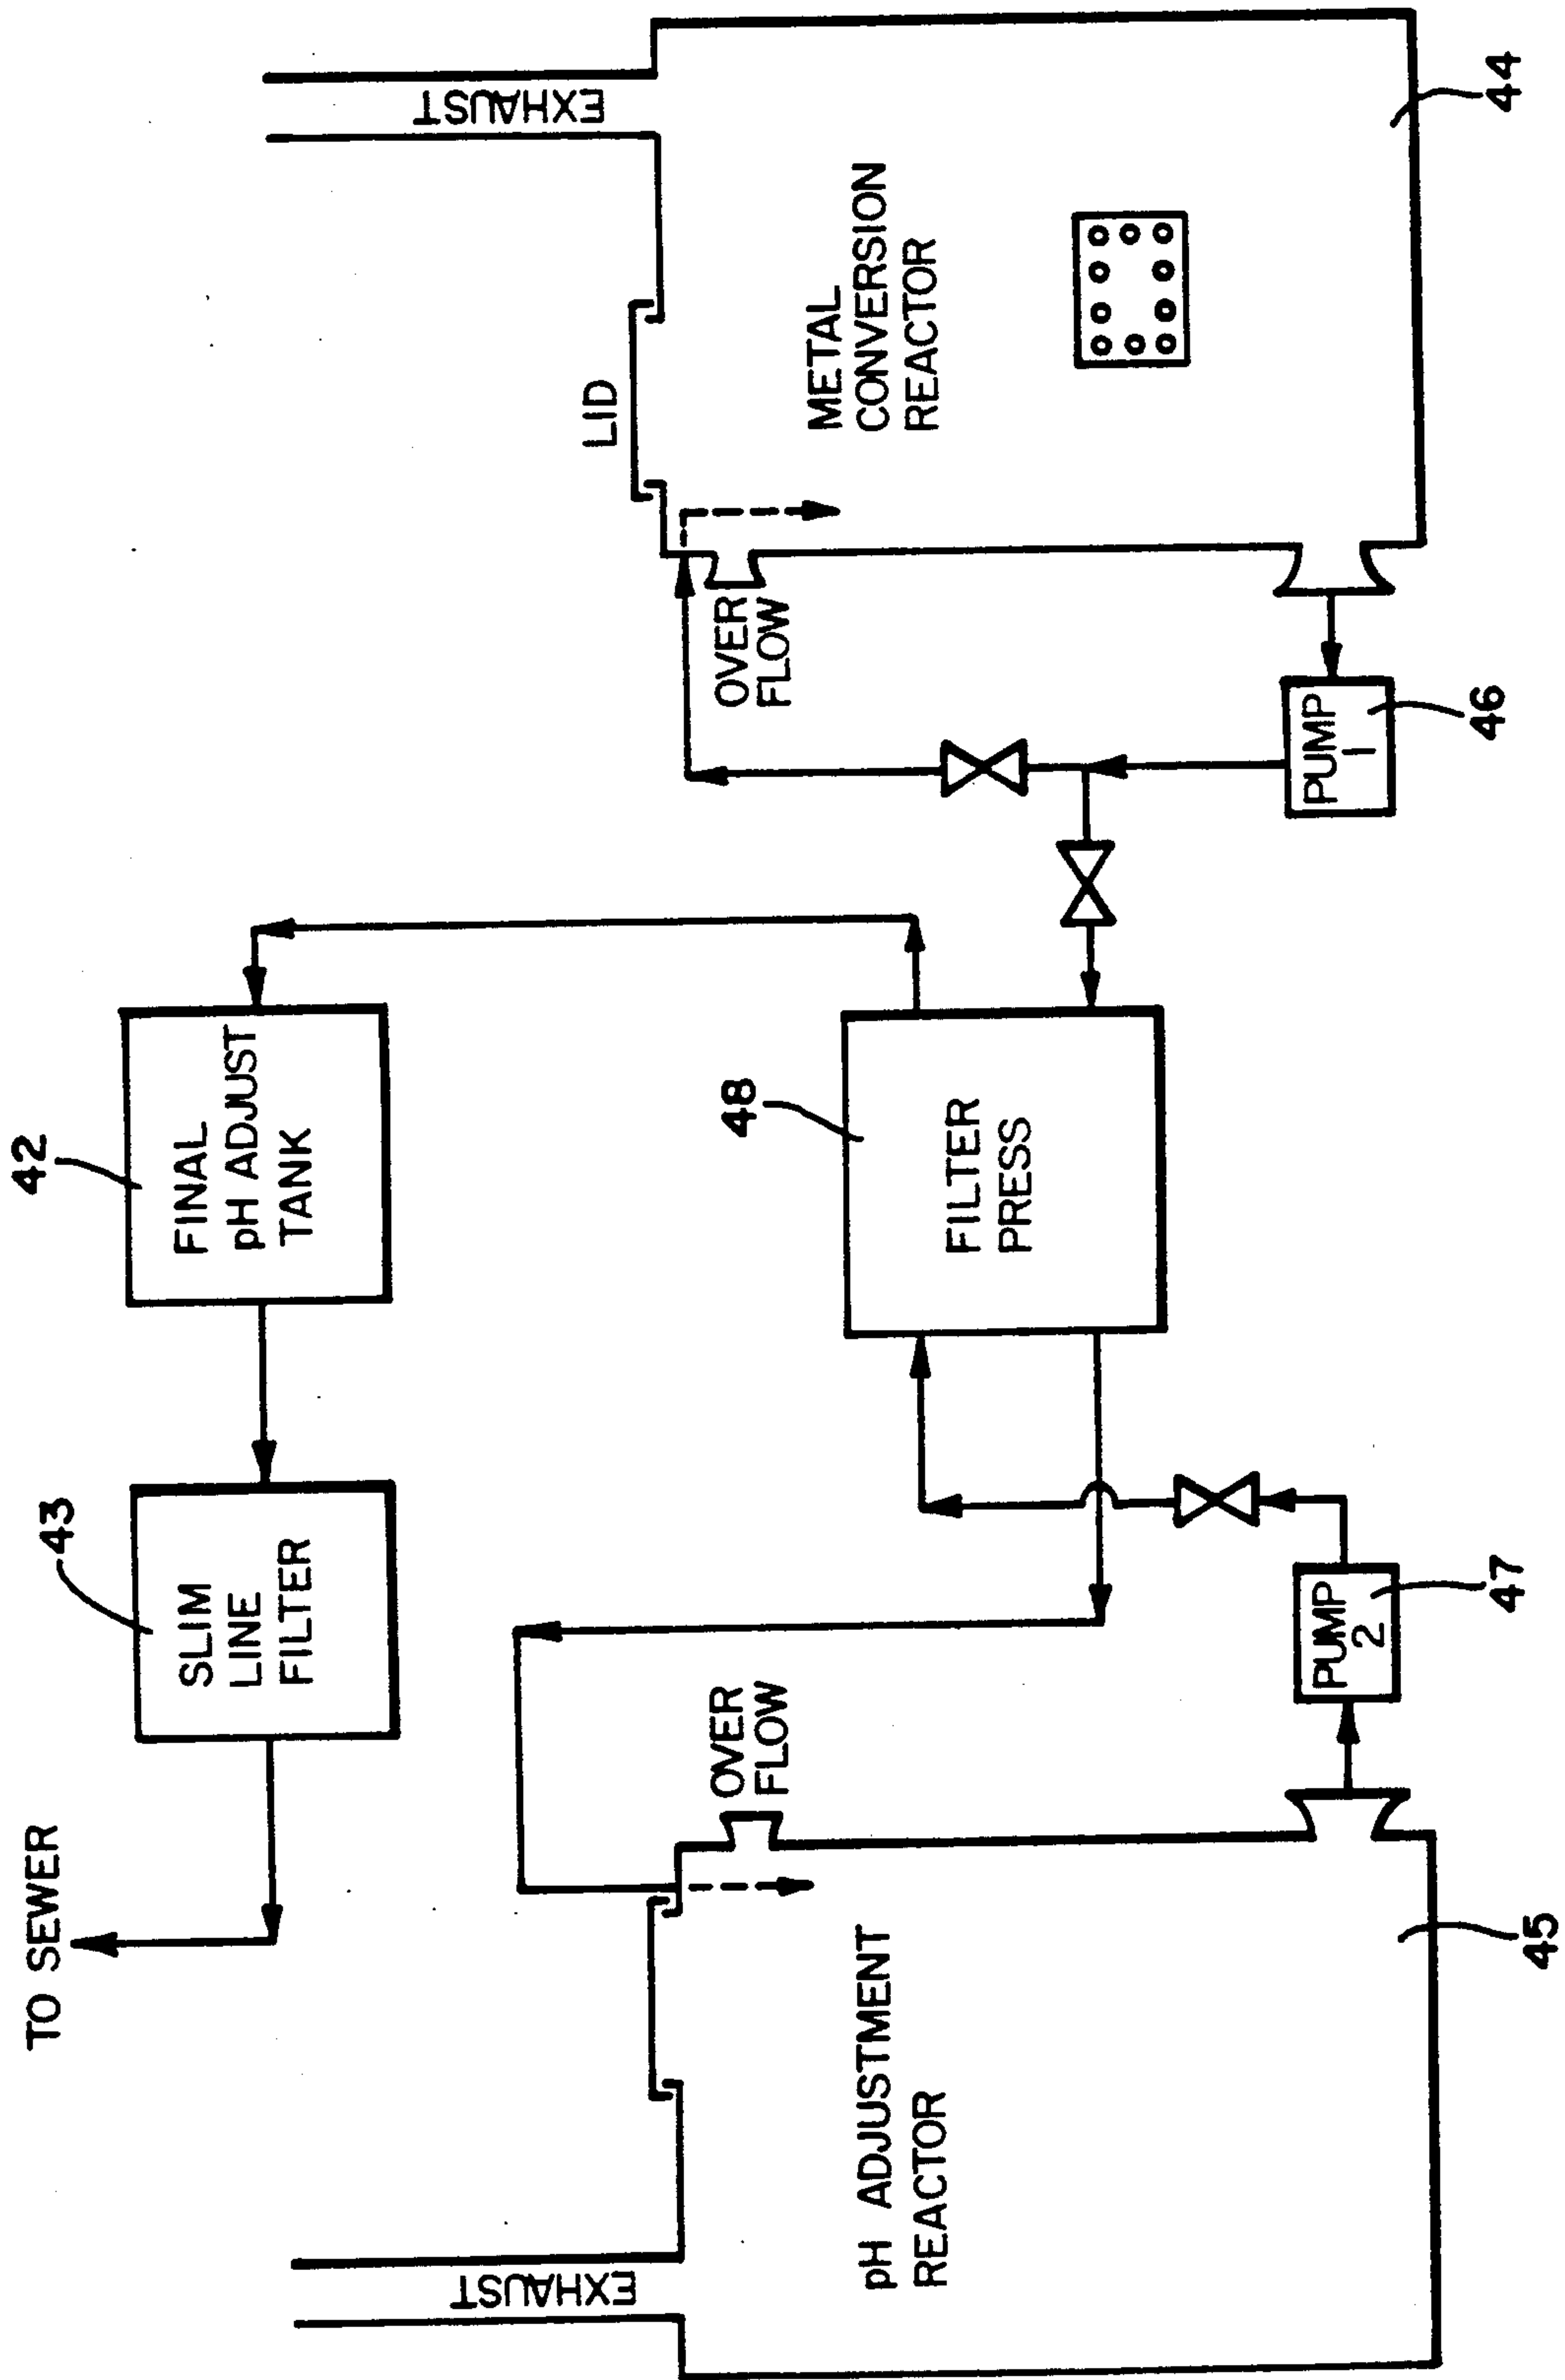 TO SEWER
43
SLIM
LINE
FILTER
42
FINAL
pH ADJUST
TANK
EXHAUST
EXHAUST
LID
OVER
FLOW
OVER
FLOW
48
FILTER
PRESS
pH ADJUSTMENT
REACTOR
METAL
CONVERSION
REACTOR
PUMP
2
47
PUMP
1
46
45
44